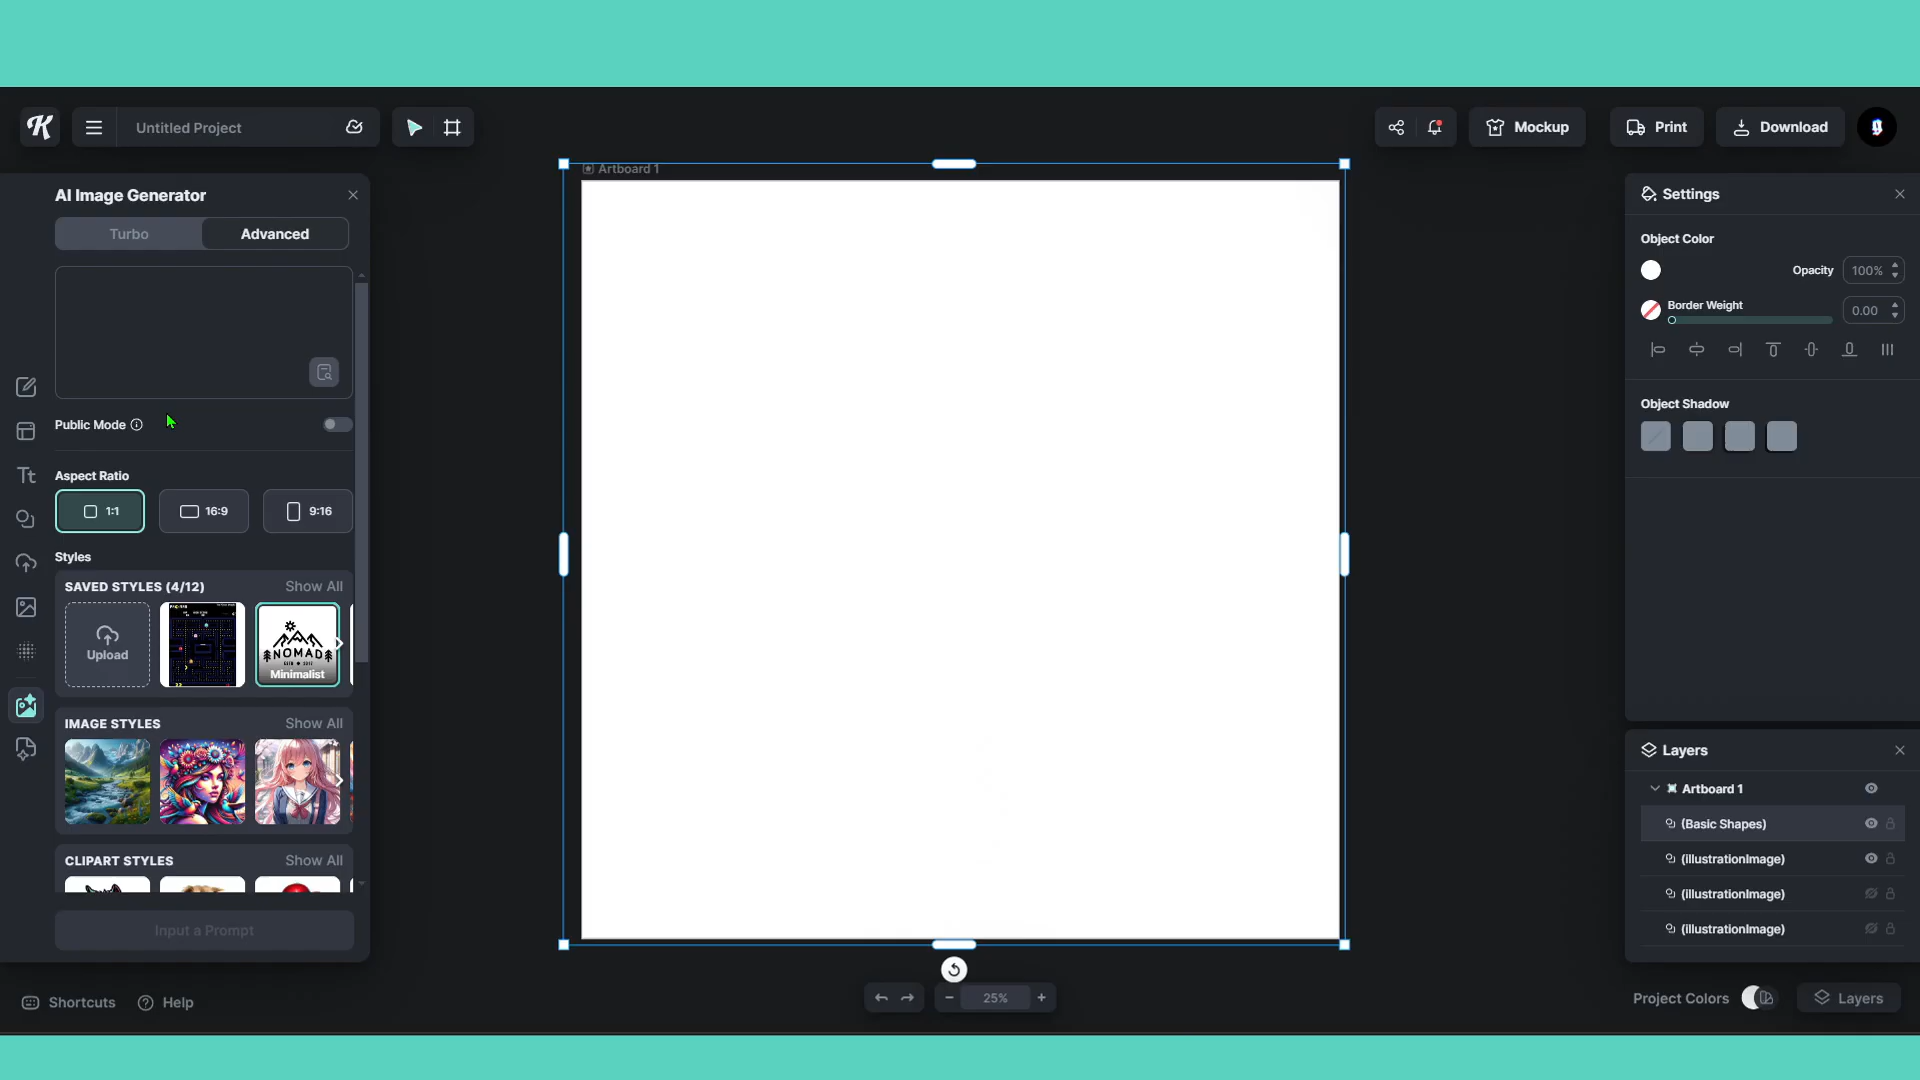 K
Untitled Project
Mockup
Print
Download
AI Image Generator
Turbo
Advanced
Public Mode
Aspect Ratio
1:1
16:9
9:16
Styles
SAVED STYLES (4/12)
Show All
Upload
NOMAD
Minimalist
IMAGE STYLES
Show All
CLIPART STYLES
Show All
Input a Prompt
Tt
Shortcuts
Help
Artboard 1
25%
Settings
Object Color
Opacity
100%
Border Weight
0.00
Object Shadow
Layers
Artboard 1
(Basic Shapes)
(illustrationImage)
(illustrationImage)
(illustrationImage)
Project Colors
Layers